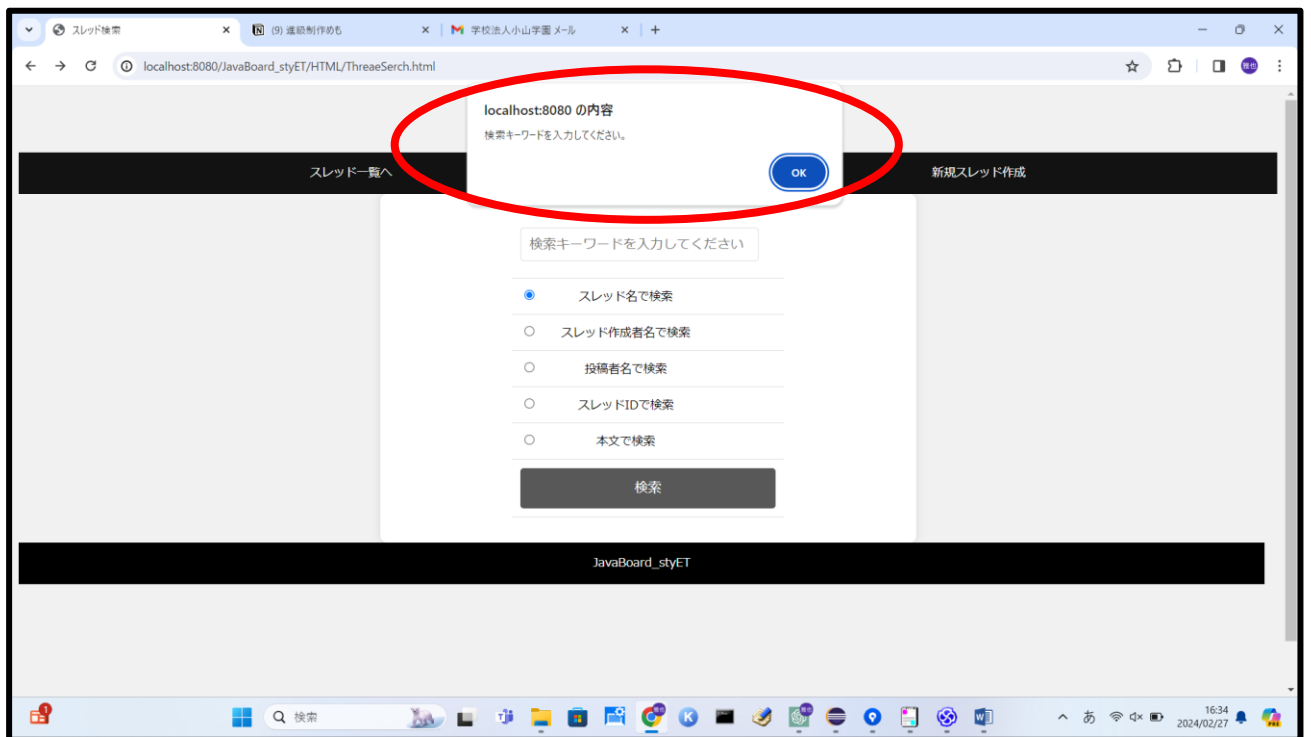 スレッド検索
(9) 進級制作めも
学校法人小山学園 メール
localhost:8080/JavaBoard_styET/HTML/ThreaeSerch.html
雅也
localhost:8080 の内容
検索キーワードを入力してください。
OK
スレッド一覧へ
新規スレッド作成
検索キーワードを入力してください
スレッド名で検索
スレッド作成者名で検索
投稿者名で検索
スレッドIDで検索
本文で検索
検索
JavaBoard_styET
1
検索
あ
16:34
2024/02/27